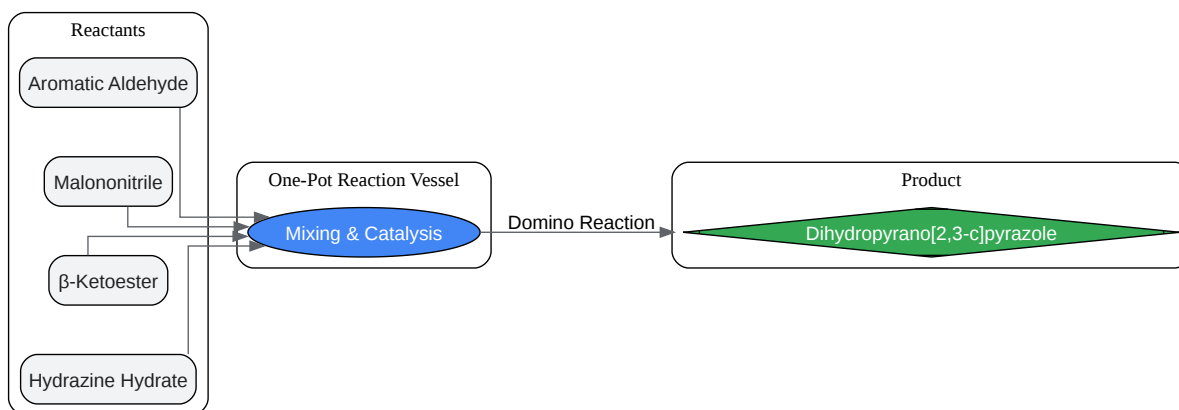 Reactants
Aromatic Aldehyde
Malononitrile
β-Ketoester
Hydrazine Hydrate
One-Pot Reaction Vessel
Mixing & Catalysis
Domino Reaction
Product
Dihydropyrano[2,3-c]pyrazole